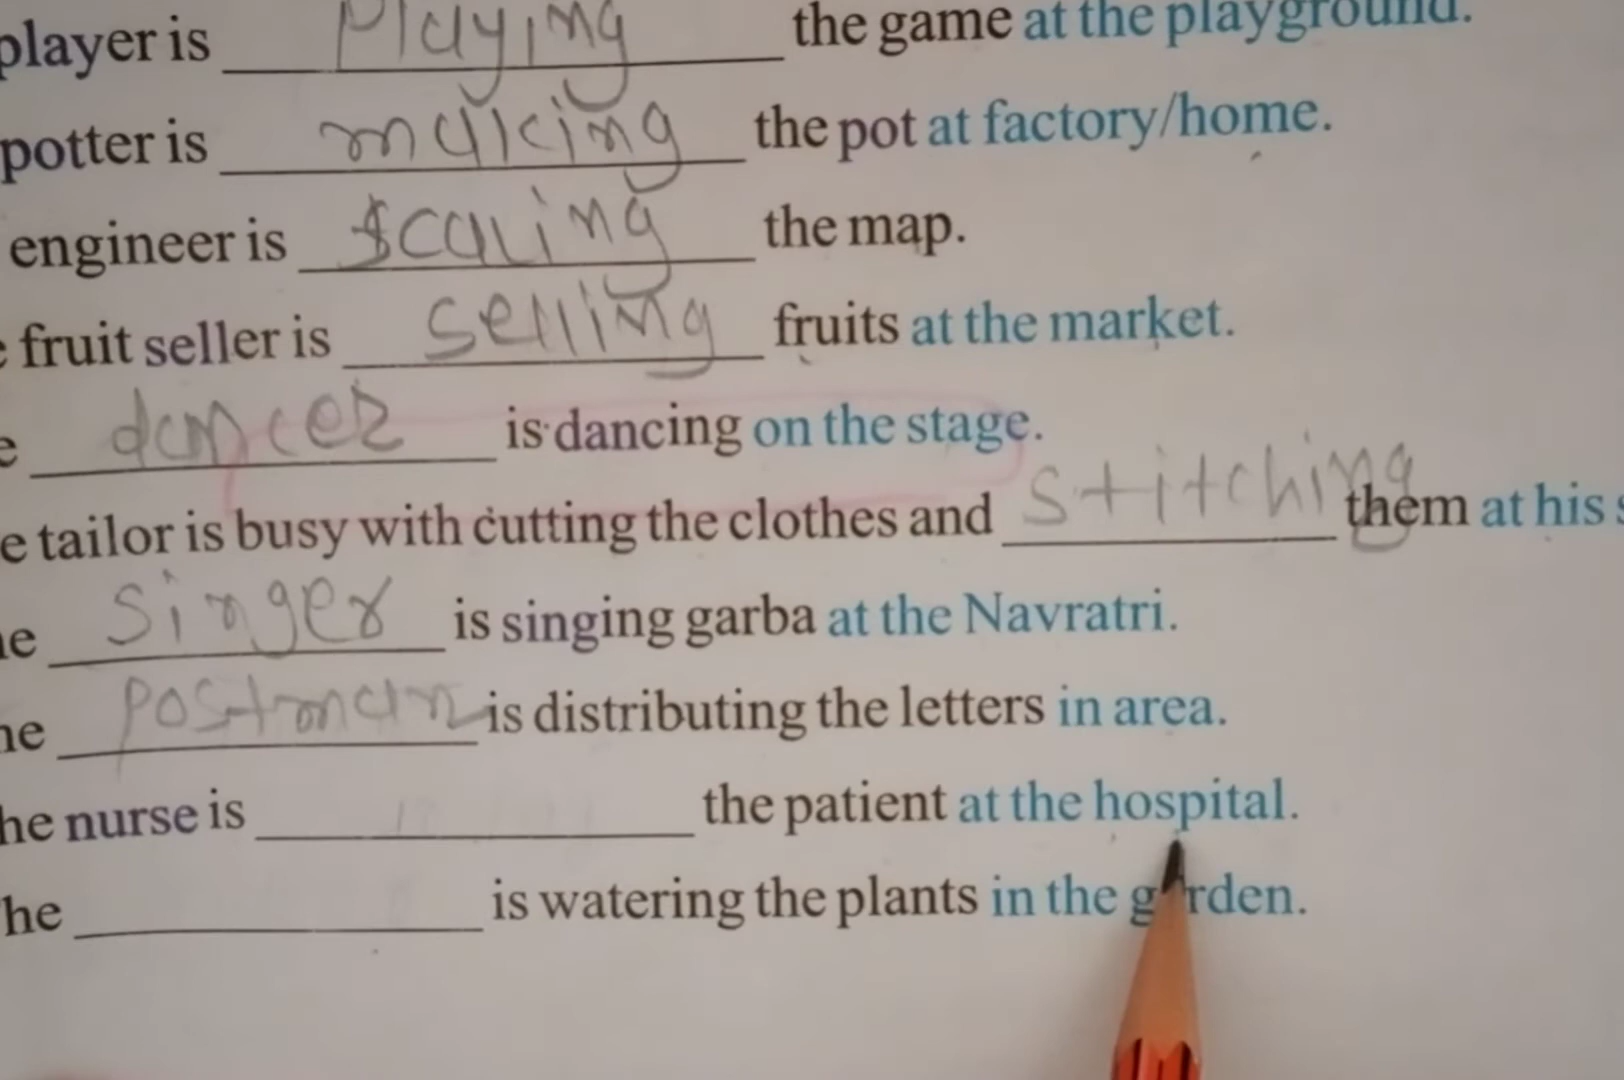 player is playing the game at the playground.
potter is making the pot at factory/home.
engineer is scaling the map.
fruit seller is selling fruits at the market.
e dancer is dancing on the stage.
e tailor is busy with cutting the clothes and stitching them at his s
he singer is singing garba at the Navratri.
he postman is distributing the letters in area.
he nurse is the patient at the hospital.
he is watering the plants in the garden.